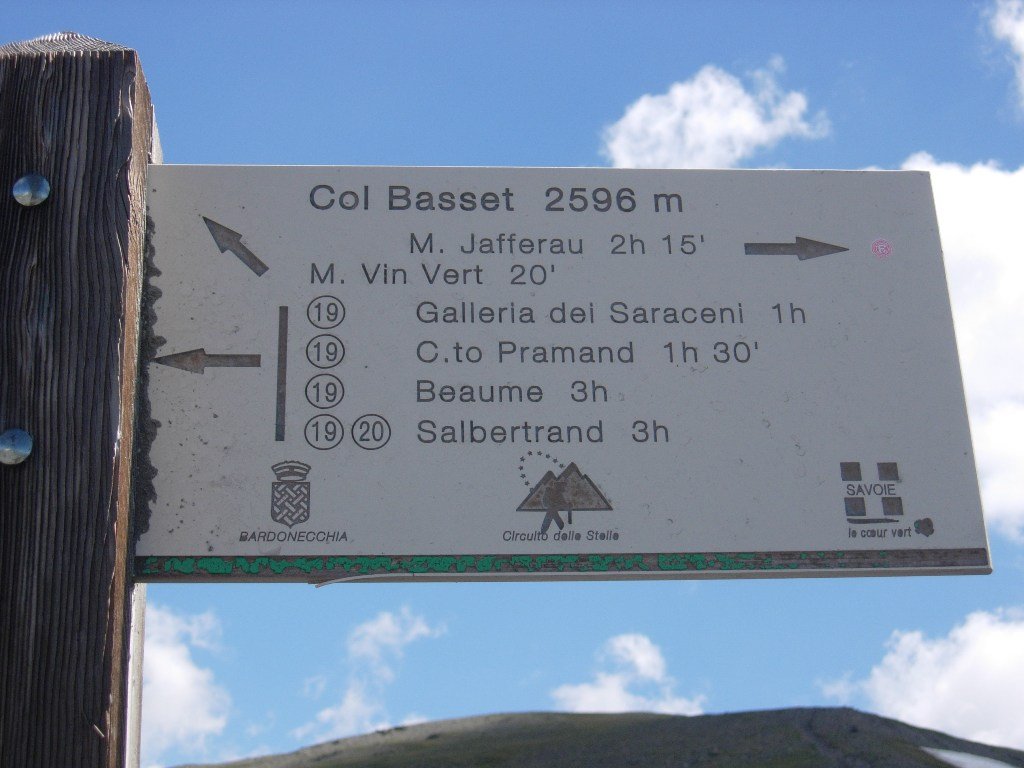 Col Basset 2596 m
M. Jafferau 2h 15'
M. Vin Vert 20'
19 Galleria dei Saraceni 1h
19 C.to Pramand 1h 30'
19 Beaume 3h
19 20 Salbertrand 3h
BARDONECCHIA
Circuito delle Stelle
SAVOIE
le cœur vert